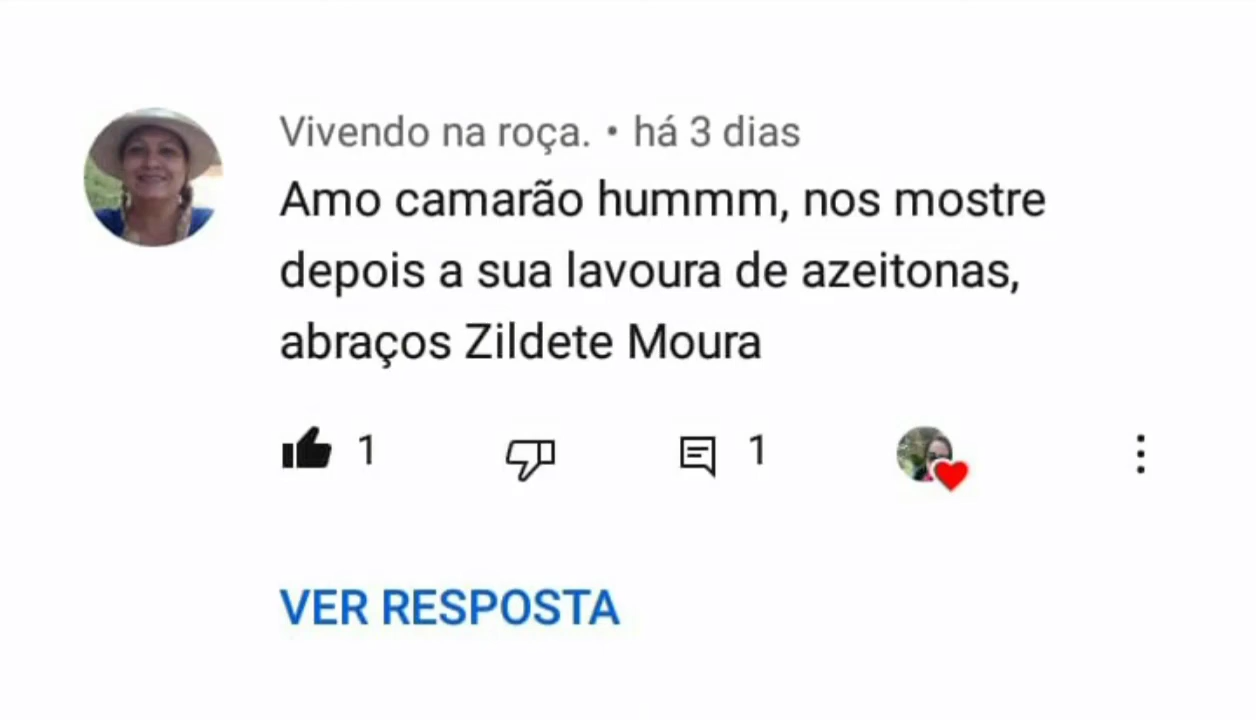 Vivendo na roça. • há 3 dias
Amo camarão hummm, nos mostre
depois a sua lavoura de azeitonas,
abraços Zildete Moura
1 1
VER RESPOSTA